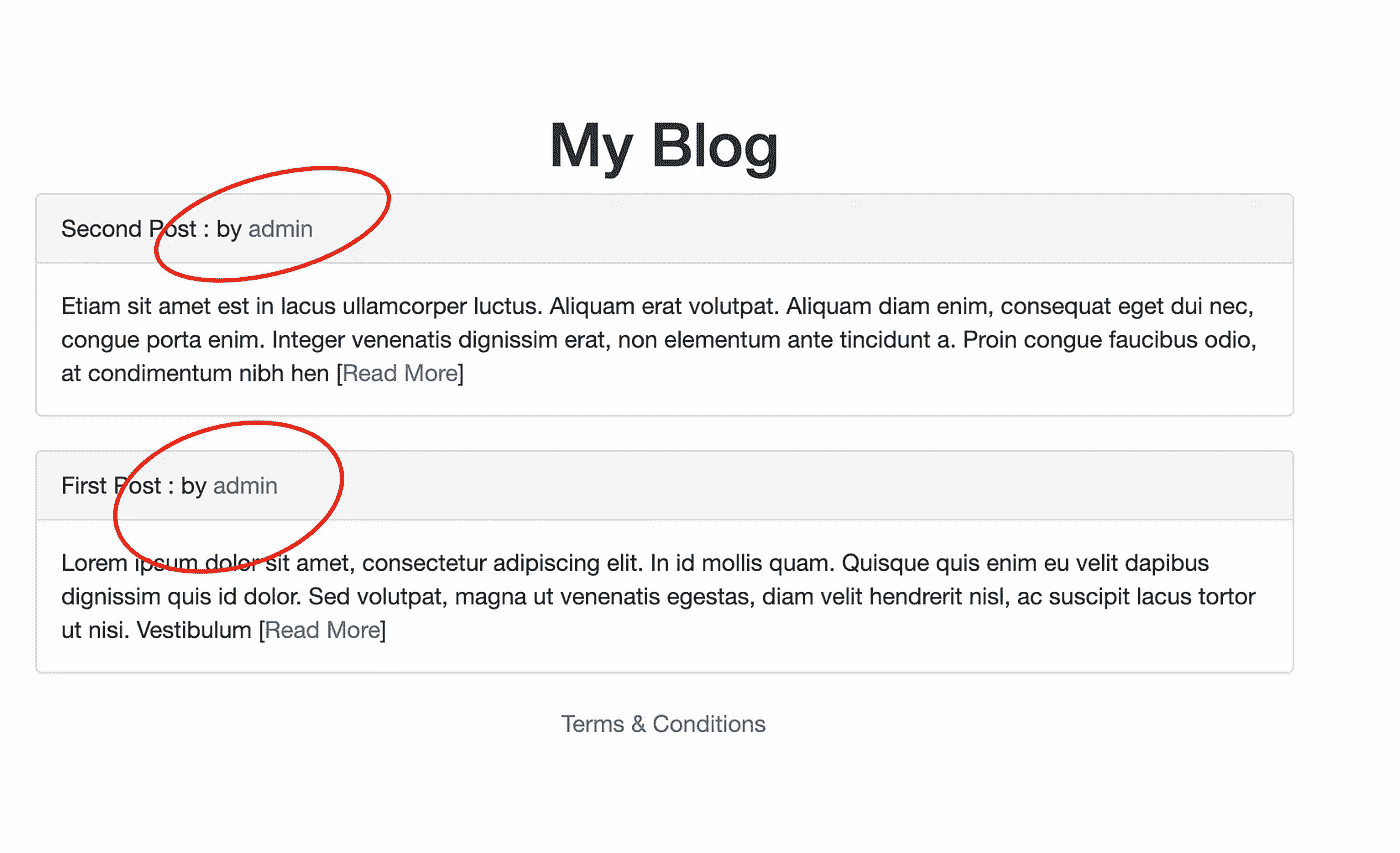 My Blog
Second Post : by admin
Etiam sit amet est in lacus ullamcorper luctus. Aliquam erat volutpat. Aliquam diam enim, consequat eget dui nec,
congue porta enim. Integer venenatis dignissim erat, non elementum ante tincidunt a. Proin congue faucibus odio,
at condimentum nibh hen [Read More]
First Post : by admin
Lorem ipsum dolor sit amet, consectetur adipiscing elit. In id mollis quam. Quisque quis enim eu velit dapibus
dignissim quis id dolor. Sed volutpat, magna ut venenatis egestas, diam velit hendrerit nisl, ac suscipit lacus tortor
ut nisi. Vestibulum [Read More]
Terms & Conditions